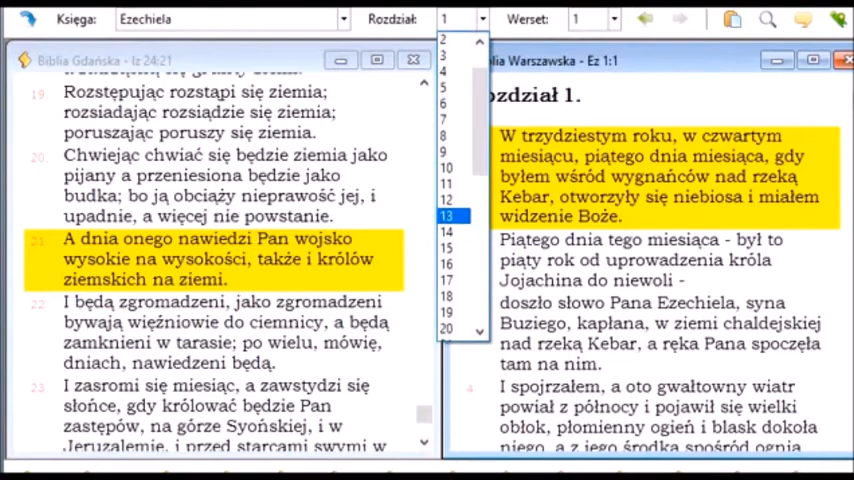 Księga: Ezechiela Rozdział: 1 Werset: 1
Biblia Gdańska - Iz 24:21
19. Rozstępując rozstąpi się ziemia;
rozsiadając rozsiądzie się ziemia;
poruszając poruszy się ziemia.
20. Chwiejąc chwiać się będzie ziemia jako
pijany a przeniesiona będzie jako
budka; bo ją obciąży nieprawość jej, i
upadnie, a więcej nie powstanie.
21. A dnia onego nawiedzi Pan wojsko
wysokie na wysokości, także i królów
ziemskich na ziemi.
22. I będą zgromadzeni, jako zgromadzeni
bywają więźniowie do ciemnicy, a będą
zamknieni w tarasie; po wielu, mówię,
dniach, nawiedzeni będą.
23. I zasromi się miesiąc, a zawstydzi się
słońce, gdy królować będzie Pan
zastępów, na górze Syońskiej, i w
Jeruzalemie, i przed starcami swymi w
2
3
4
5
6
7
8
9
10
11
12
13
14
15
16
17
18
19
20
Biblia Warszawska - Ez 1:1
ozdział 1.
W trzydziestym roku, w czwartym
miesiącu, piątego dnia miesiąca, gdy
byłem wśród wygnańców nad rzeką
Kebar, otworzyły się niebiosa i miałem
widzenie Boże.
Piątego dnia tego miesiąca - był to
piąty rok od uprowadzenia króla
Jojachina do niewoli -
doszło słowo Pana Ezechiela, syna
Buziego, kapłana, w ziemi chaldejskiej
nad rzeką Kebar, a ręka Pana spoczęła
tam na nim.
4 I spojrzałem, a oto gwałtowny wiatr
powiał z północy i pojawił się wielki
obłok, płomienny ogień i blask dokoła
niego, a z jego środka spośród ognia